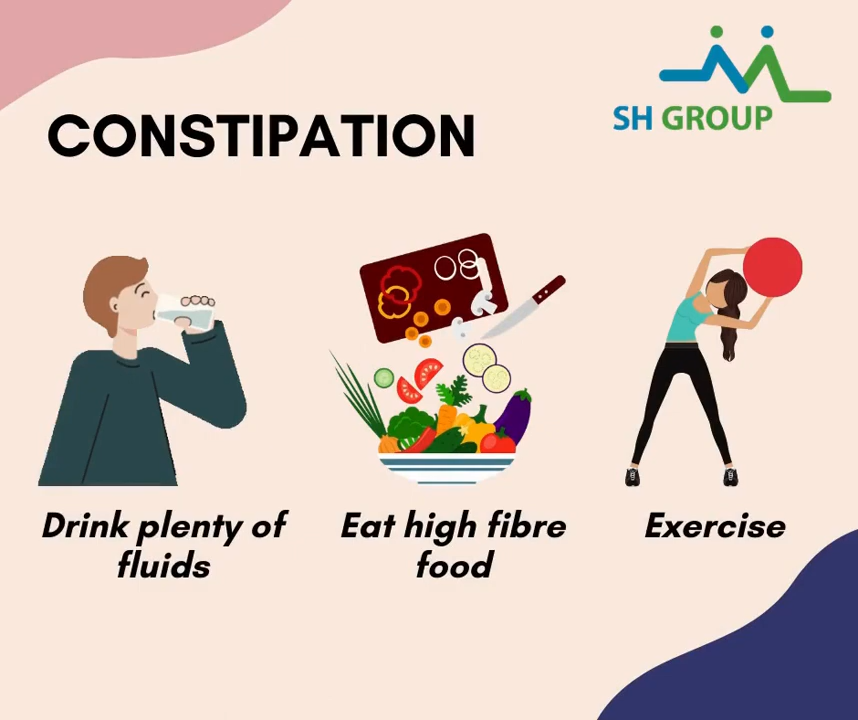 SH GROUP
CONSTIPATION
Drink plenty of
fluids
Eat high fibre
food
Exercise